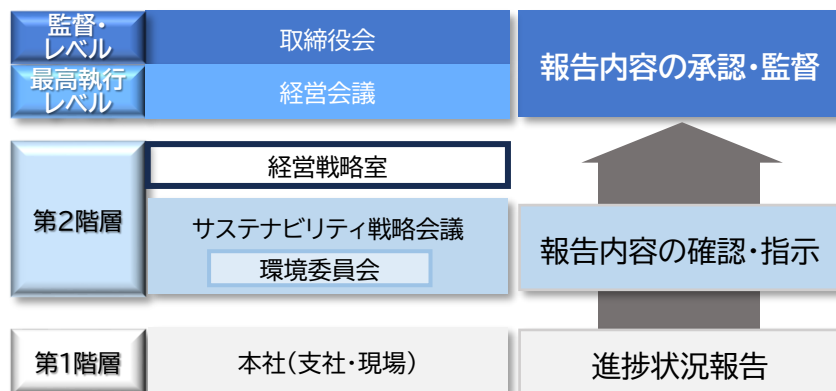 監督・
レベル
取締役会
報告内容の承認・監督
最高執行
レベル
経営会議
第2階層
経営戦略室
サステナビリティ戦略会議
環境委員会
報告内容の確認・指示
第1階層
本社(支社・現場)
進捗状況報告